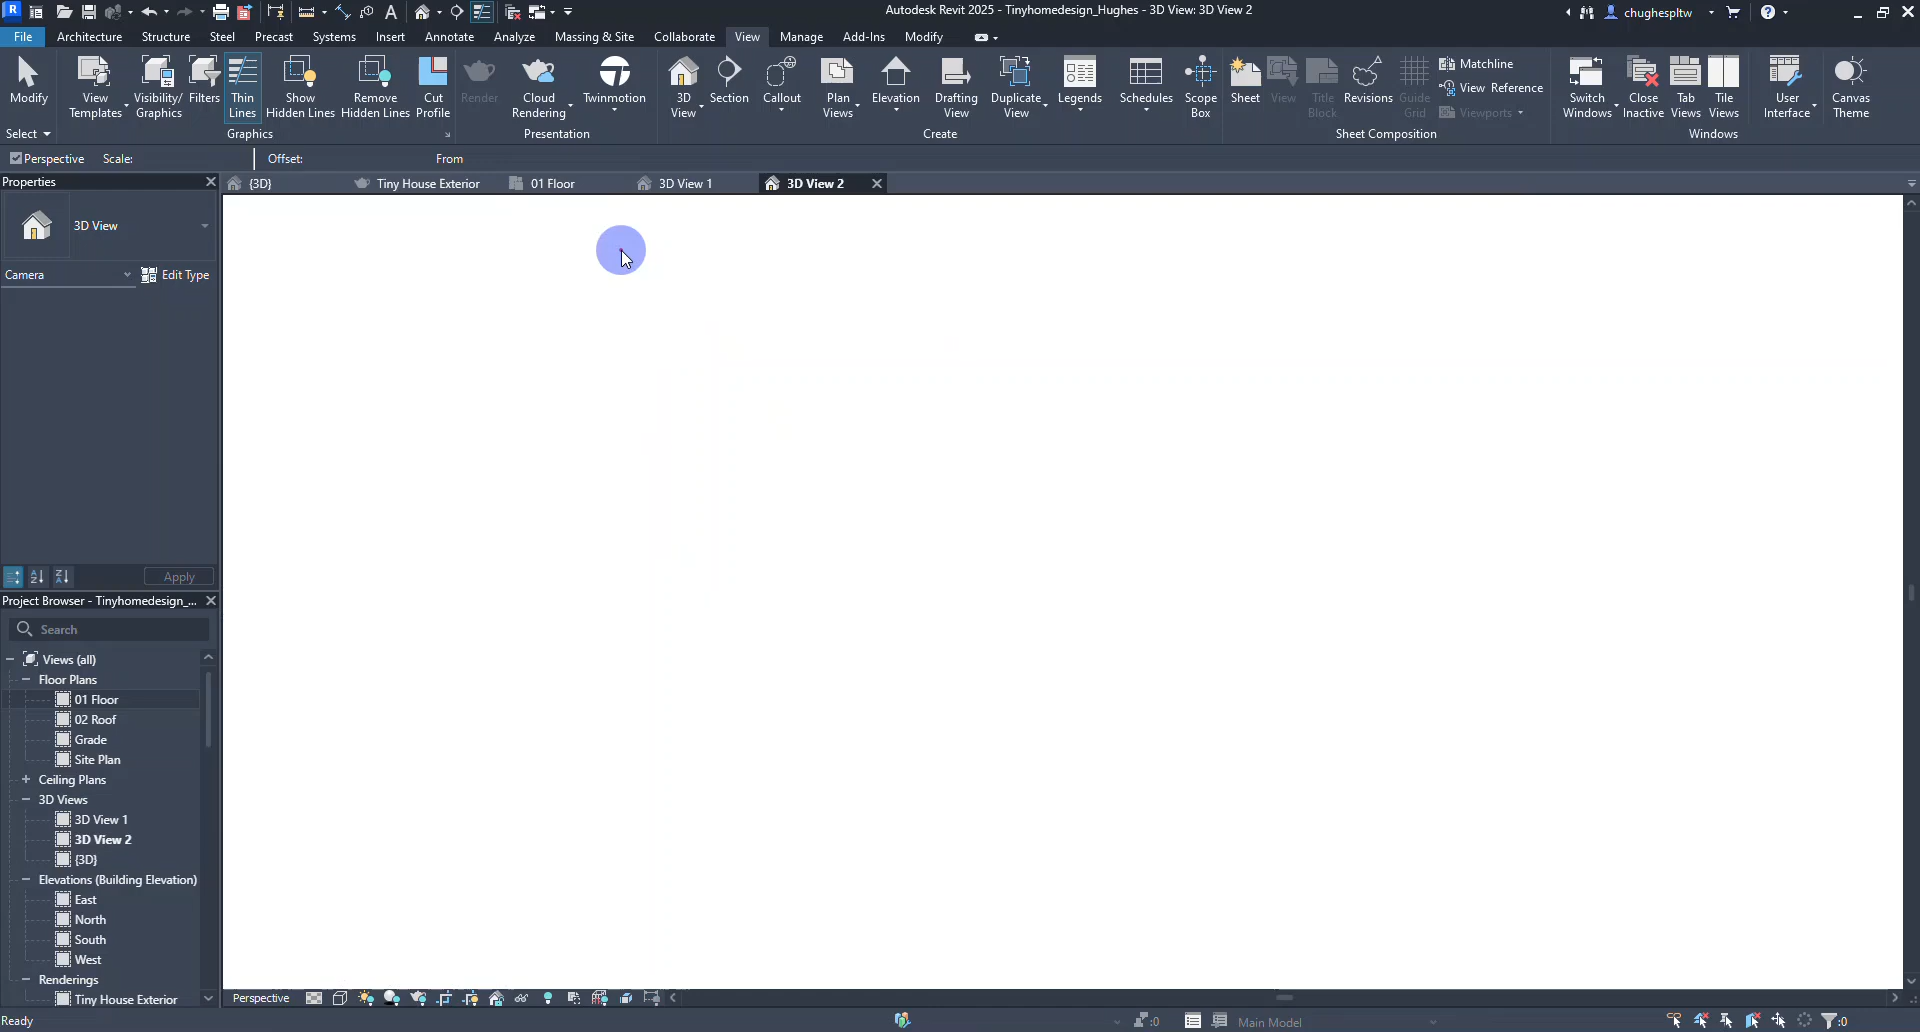 Autodesk Revit 2025 - Tinyhomedesign_Hughes - 3D View: 3D View 2
chughespltw
File Architecture Structure Steel Precast Systems Insert Annotate Analyze Massing & Site Collaborate View Manage Add-Ins Modify
Modify
View Templates
Visibility/ Graphics
Filters
Thin Lines
Show Hidden Lines
Remove Hidden Lines
Cut Profile
Render
Cloud Rendering
Twinmotion
3D View
Section
Callout
Plan Views
Elevation
Drafting View
Duplicate View
Legends
Schedules
Scope Box
Sheet
View
Title Block
Revisions
Guide Grid
Matchline
View Reference
Viewports
Switch Windows
Close Inactive
Tab Views
Tile Views
User Interface
Canvas Theme
Select Graphics Presentation Create Sheet Composition Windows
Perspective Scale: Offset: From
Properties
{3D} Tiny House Exterior 01 Floor 3D View 1 3D View 2
3D View
Camera Edit Type
Apply
Project Browser - Tinyhomedesign_...
Search
Views (all)
Floor Plans
01 Floor
02 Roof
Grade
Site Plan
Ceiling Plans
3D Views
3D View 1
3D View 2
{3D}
Elevations (Building Elevation)
East
North
South
West
Renderings
Tiny House Exterior
Perspective
Ready :0 Main Model :0